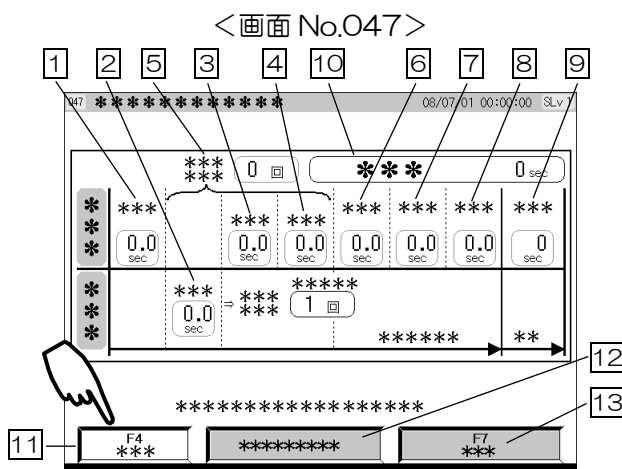 ＜画面 No.047＞
1 2 5 3 4 10 6 7 8 9
047 ＊＊＊＊＊＊＊＊＊＊＊＊ 08/07/01 00:00:00 SLv 1
＊＊＊ 0 回 ＊＊＊ 0 sec
＊＊＊
＊＊＊ ＊＊＊ ＊＊＊ ＊＊＊ ＊＊＊ ＊＊＊ ＊＊＊ ＊＊＊ ＊＊＊
0.0 0.0 0.0 0.0 0.0 0.0 0
sec sec sec sec sec sec sec
＊＊＊ ＊＊＊ ⇒ ＊＊＊ ＊＊＊＊＊
0.0 ＊＊＊ 1 回
sec
＊＊＊＊＊＊ ＊＊
12
＊＊＊＊＊＊＊＊＊＊＊＊＊＊＊＊＊＊
13
11 F4 ＊＊＊＊＊＊＊＊＊ F7
＊＊＊ ＊＊＊